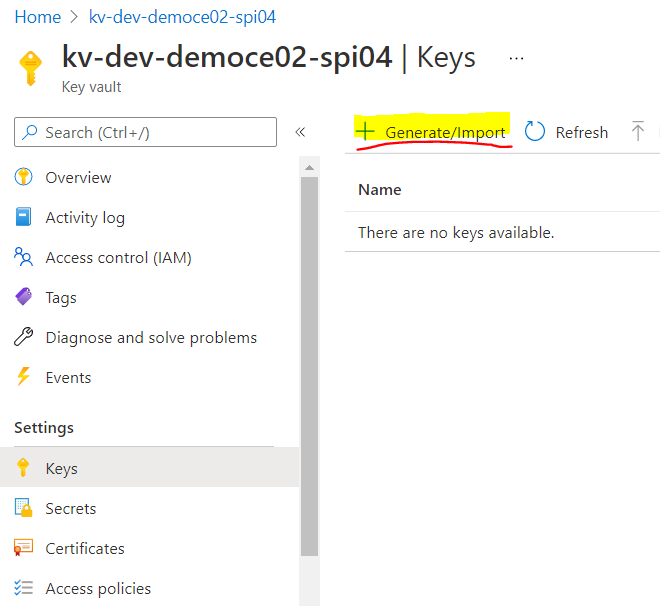 Home > kv-dev-democe02-spi04
kv-dev-democe02-spi04 | Keys ...
Key vault
Search (Ctrl+/)
«
Generate/Import
Refresh
Overview
Activity log
Access control (IAM)
Tags
Diagnose and solve problems
Events
Settings
Keys
Secrets
Certificates
Access policies
Name
There are no keys available.